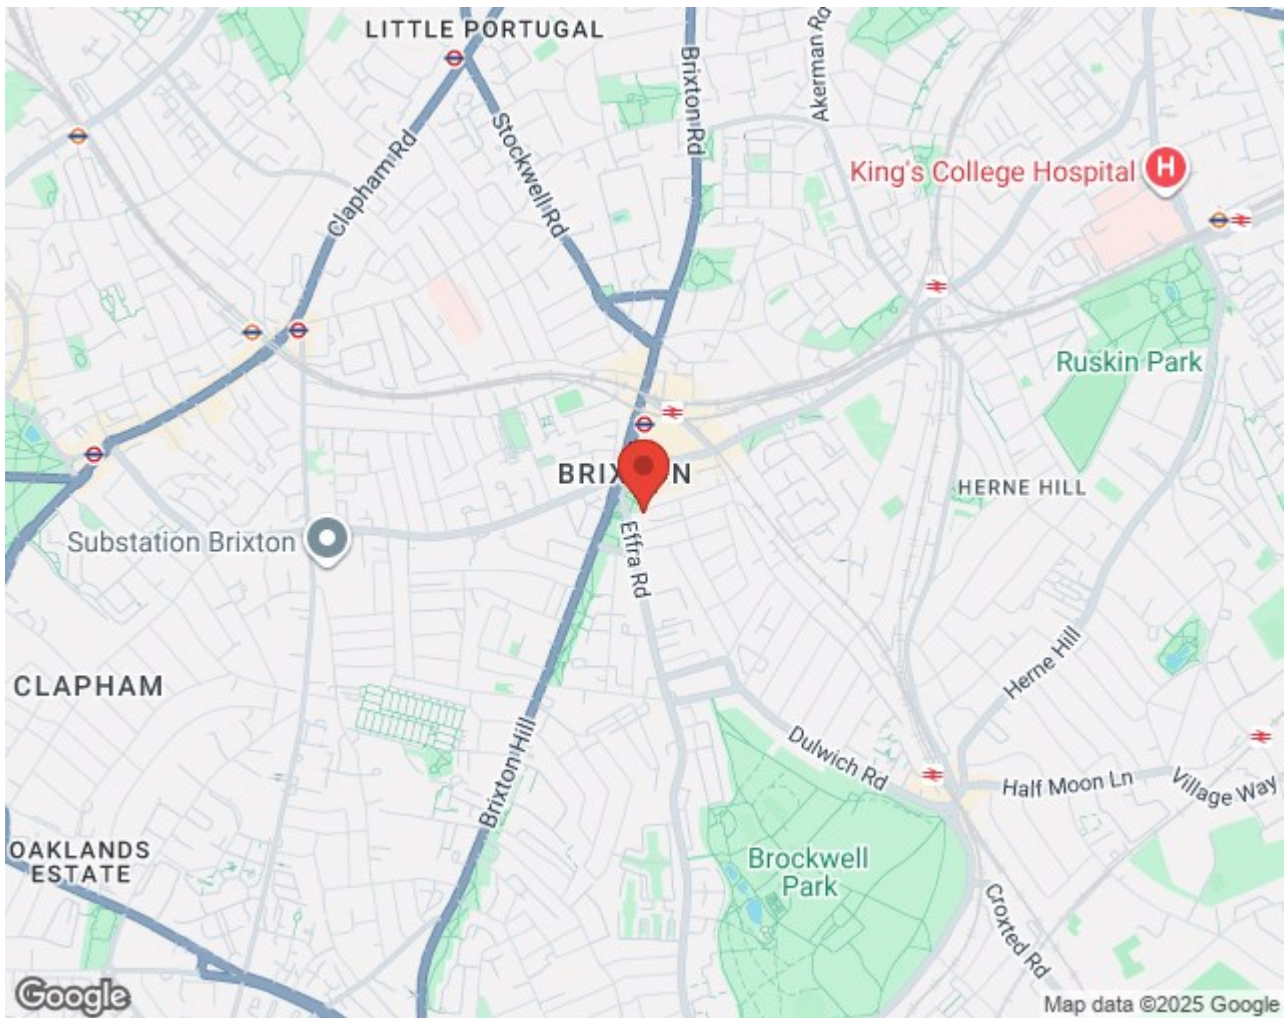 LITTLE PORTUGAL
Akerman Rd
Brixton Rd
Clapham Rd
Stockwell Rd
King's College Hospital
H
Ruskin Park
BRIX N
HERNE HILL
Substation Brixton
Effra Rd
CLAPHAM
Herne Hill
Brixton Hill
Dulwich Rd
Half Moon Ln
Village Way
OAKLANDS
ESTATE
Brockwell
Park
Croxted Rd
Google
Map data ©2025 Google